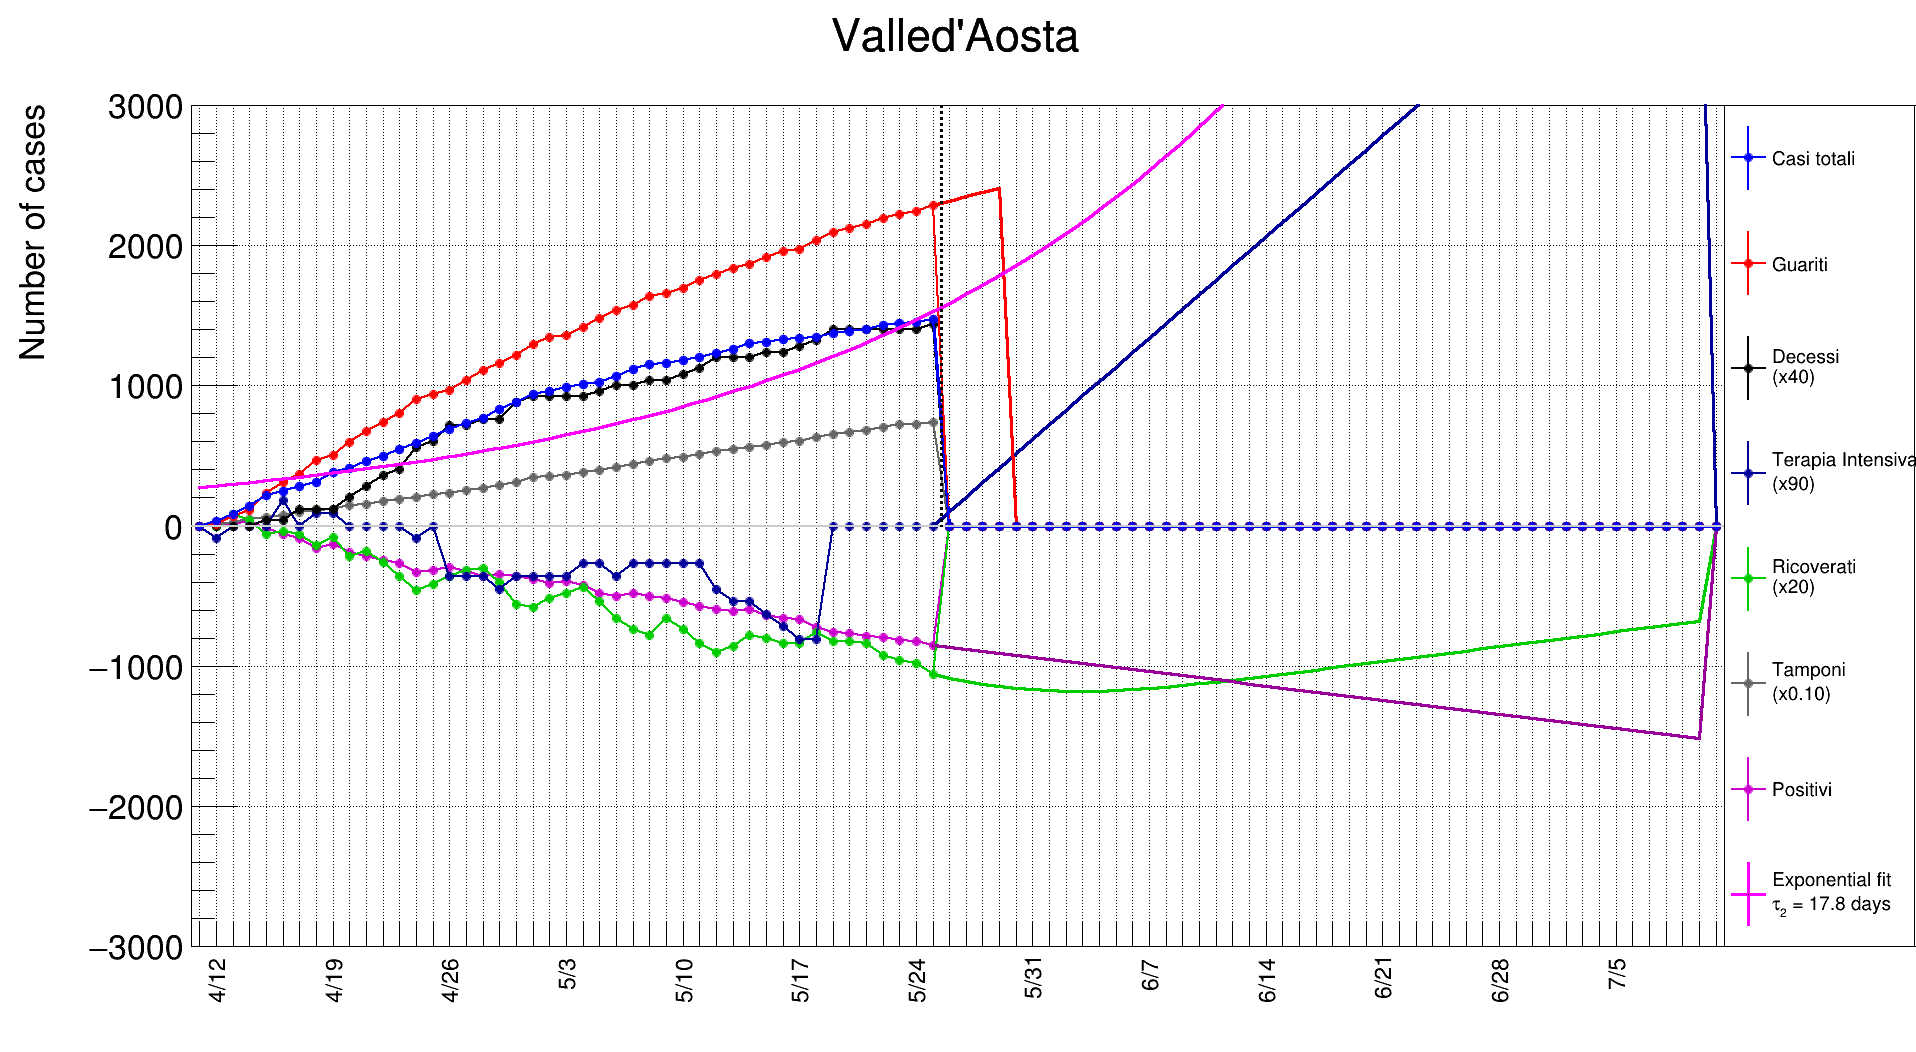 Valled'Aosta
Number of cases
3000
2000
1000
0
−1000
−2000
−3000
4/12
4/19
4/26
5/3
5/10
5/17
5/24
5/31
6/7
6/14
6/21
6/28
7/5
Casi totali
Guariti
Decessi
(x40)
Terapia Intensiva
(x90)
Ricoverati
(x20)
Tamponi
(x0.10)
Positivi
Exponential fit
τ2 = 17.8 days